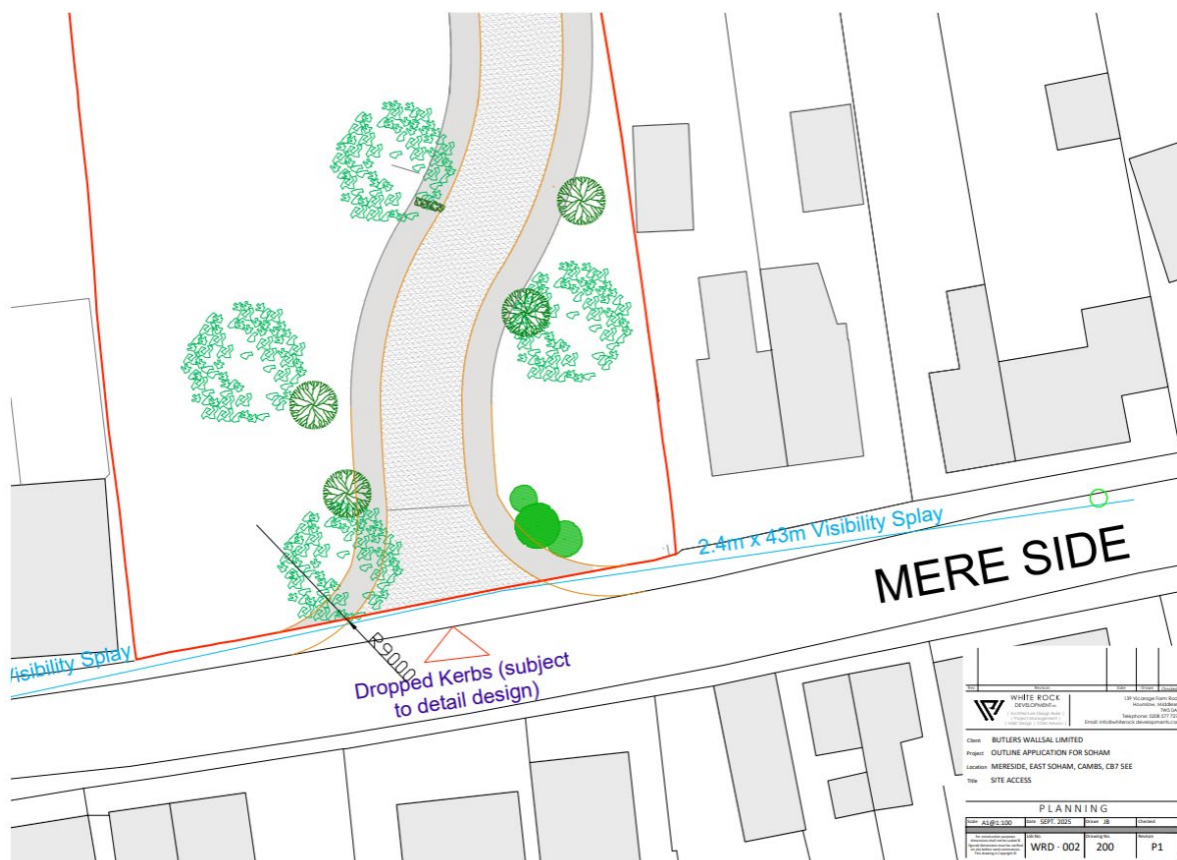 2.4m x 43m Visibility Splay
MERE SIDE
Visibility Splay
R9000
Dropped Kerbs (subject
to detail design)
WHITE ROCK
DEVELOPMENT
Client BUTLERS WALLSAL LIMITED
Project OUTLINE APPLICATION FOR SOHAM
Location MERESIDE, EAST SOHAM, CAMBS, CB7 5EE
Title SITE ACCESS
PLANNING
Scale A1@1:100 Date SEPT. 2025 Drawn JB Checked
Job No. Drawing No. Revision
WRD - 002 200 P1